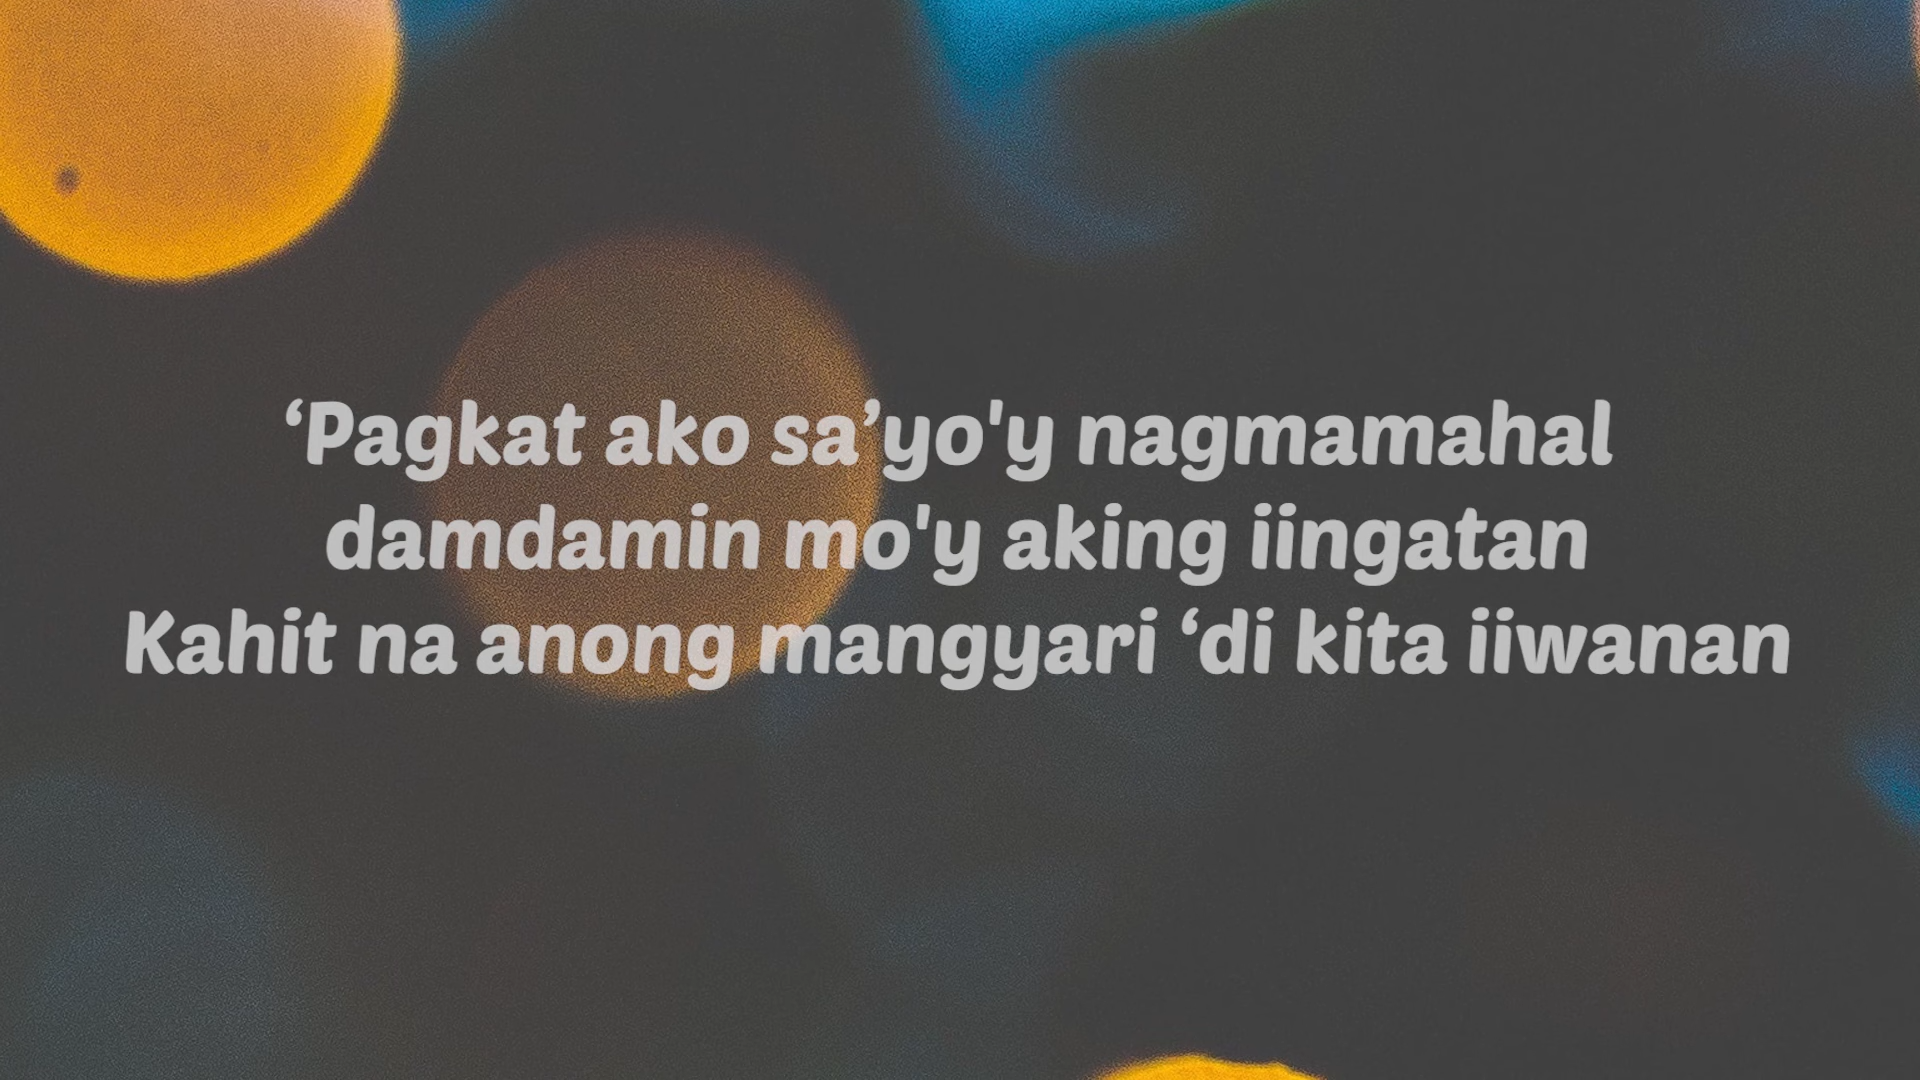 ‘Pagkat ako sa’yo'y nagmamahal
damdamin mo'y aking iingatan
Kahit na anong mangyari ‘di kita iiwanan